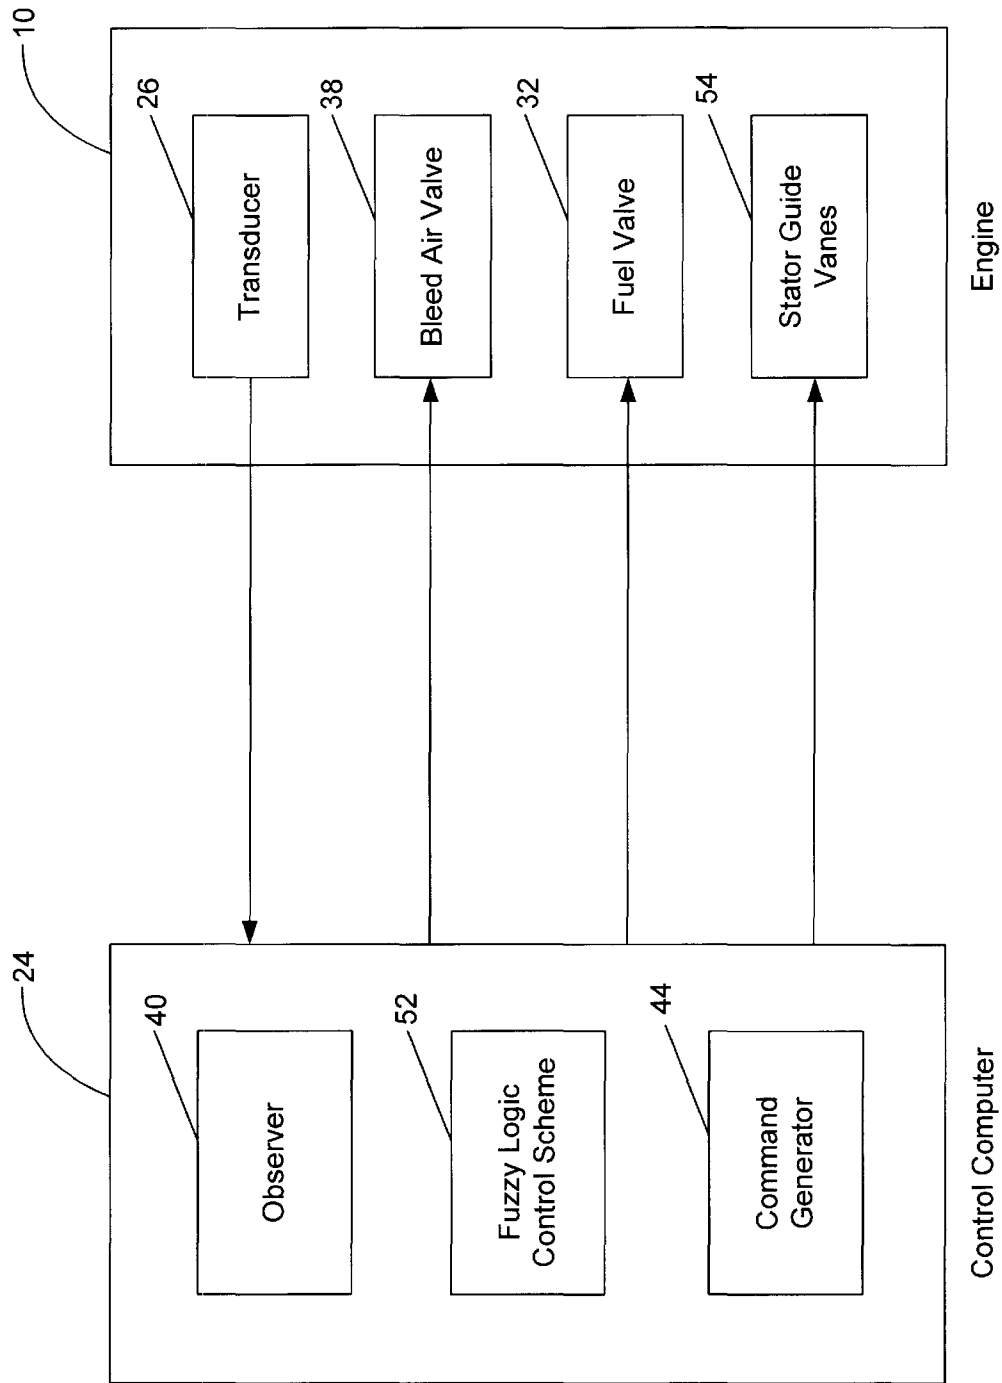 24
40
Observer
52
Fuzzy Logic
Control Scheme
44
Command
Generator
Control Computer
10
26
Transducer
38
Bleed Air Valve
32
Fuel Valve
54
Stator Guide
Vanes
Engine